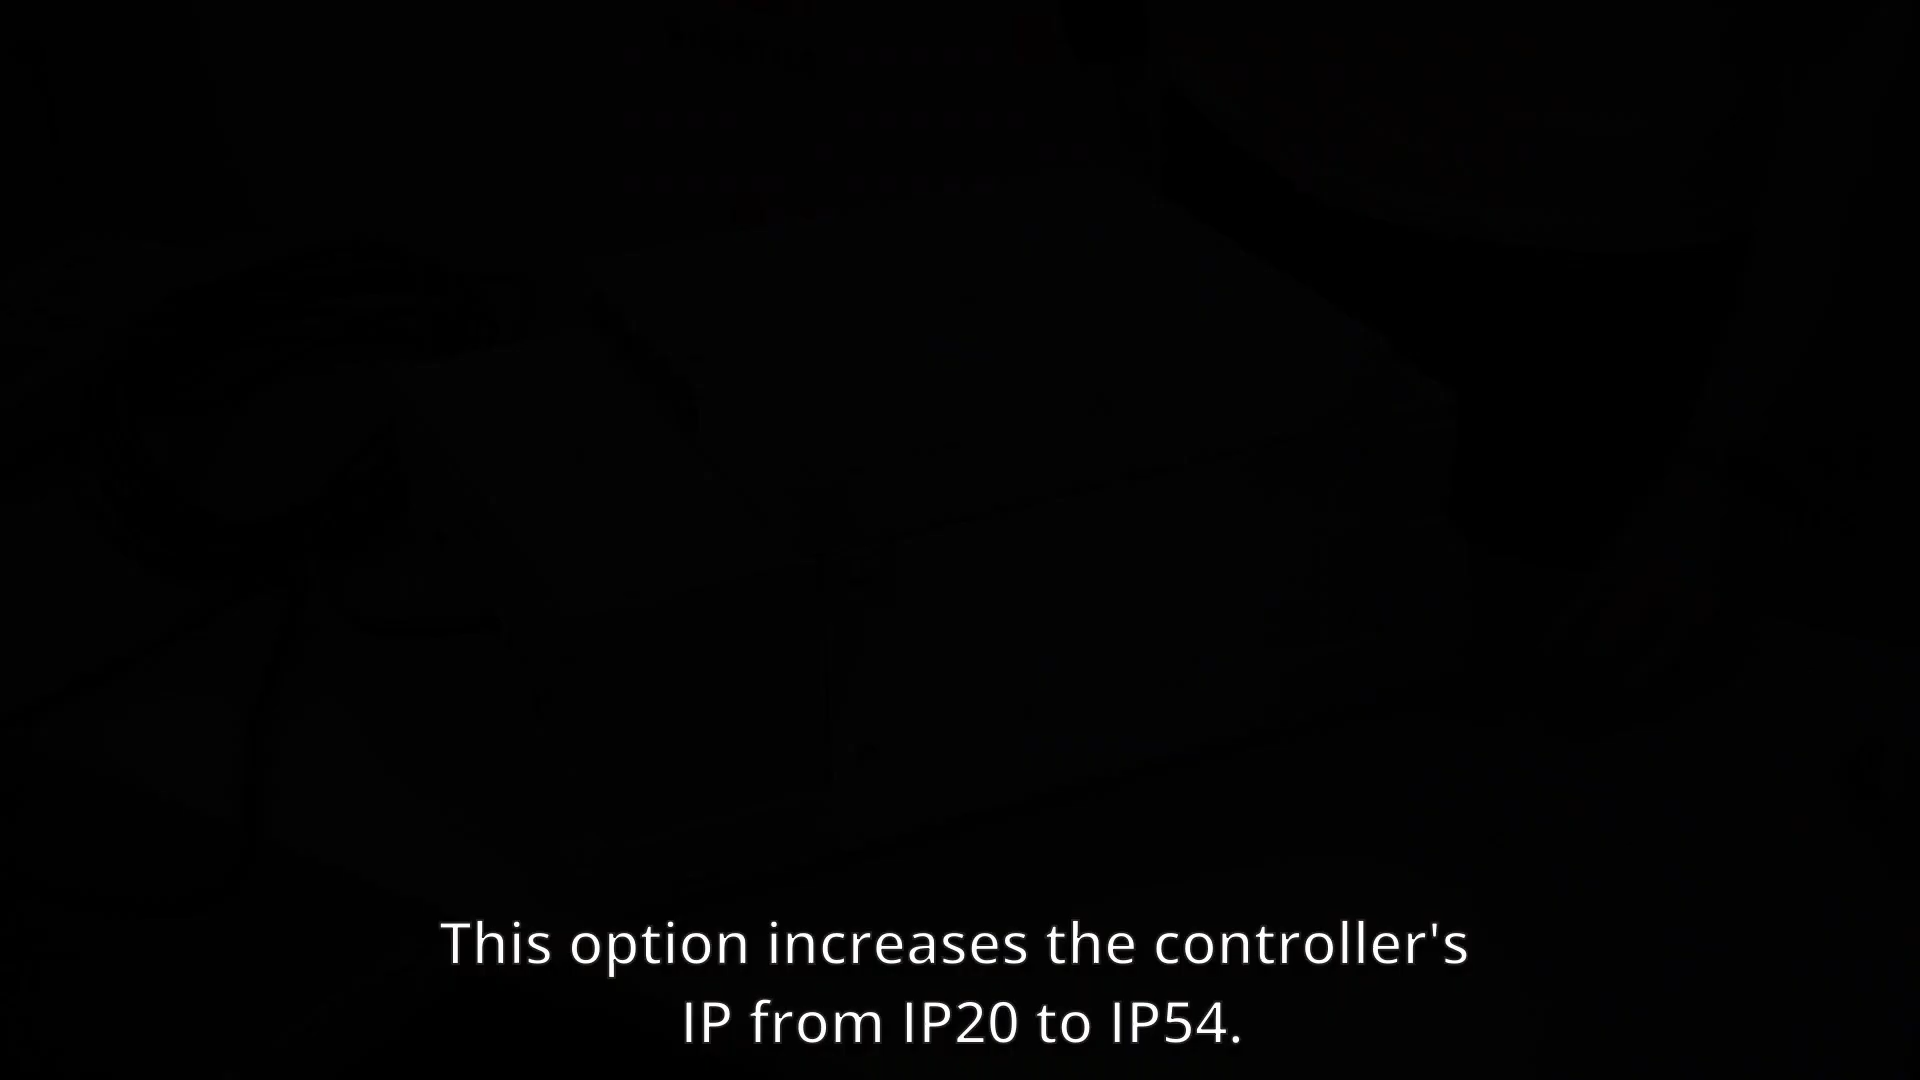 This option increases the controller's
IP from IP20 to IP54.